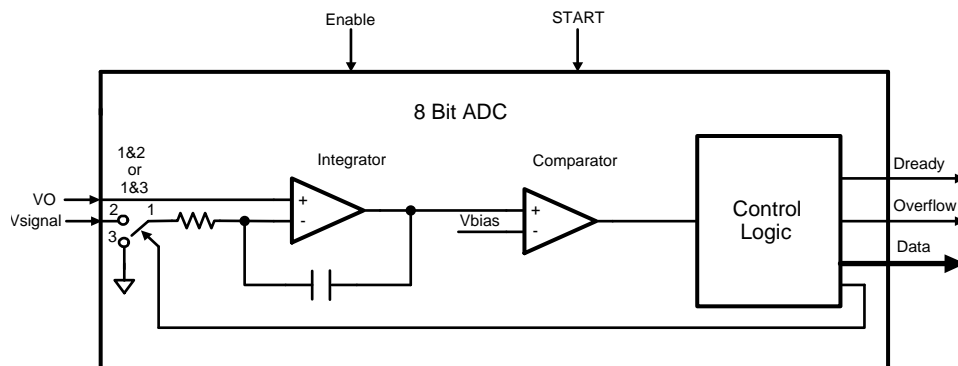 Enable
START
8 Bit ADC
1&2
or
1&3
Integrator
Comparator
Dready
VO
2
1
+
Vbias
+
Overflow
Vsignal
-
-
Control
Logic
3
Data